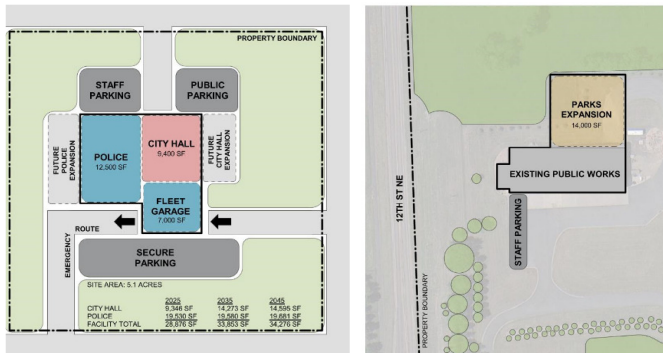 PROPERTY BOUNDARY
STAFF
PARKING
PUBLIC
PARKING
FUTURE
POLICE
EXPANSION
POLICE
12,500 SF
CITY HALL
9,400 SF
FUTURE
CITY HALL
EXPANSION
FLEET
GARAGE
7,000 SF
EMERGENCY
ROUTE
SECURE
PARKING
SITE AREA: 5.1 ACRES
2025 2035 2045
CITY HALL 9,346 SF 14,273 SF 14,595 SF
POLICE 19,530 SF 19,580 SF 19,681 SF
FACILITY TOTAL 28,876 SF 33,853 SF 34,276 SF
12TH ST NE
PROPERTY BOUNDARY
PARKS
EXPANSION
14,000 SF
EXISTING PUBLIC WORKS
STAFF PARKING